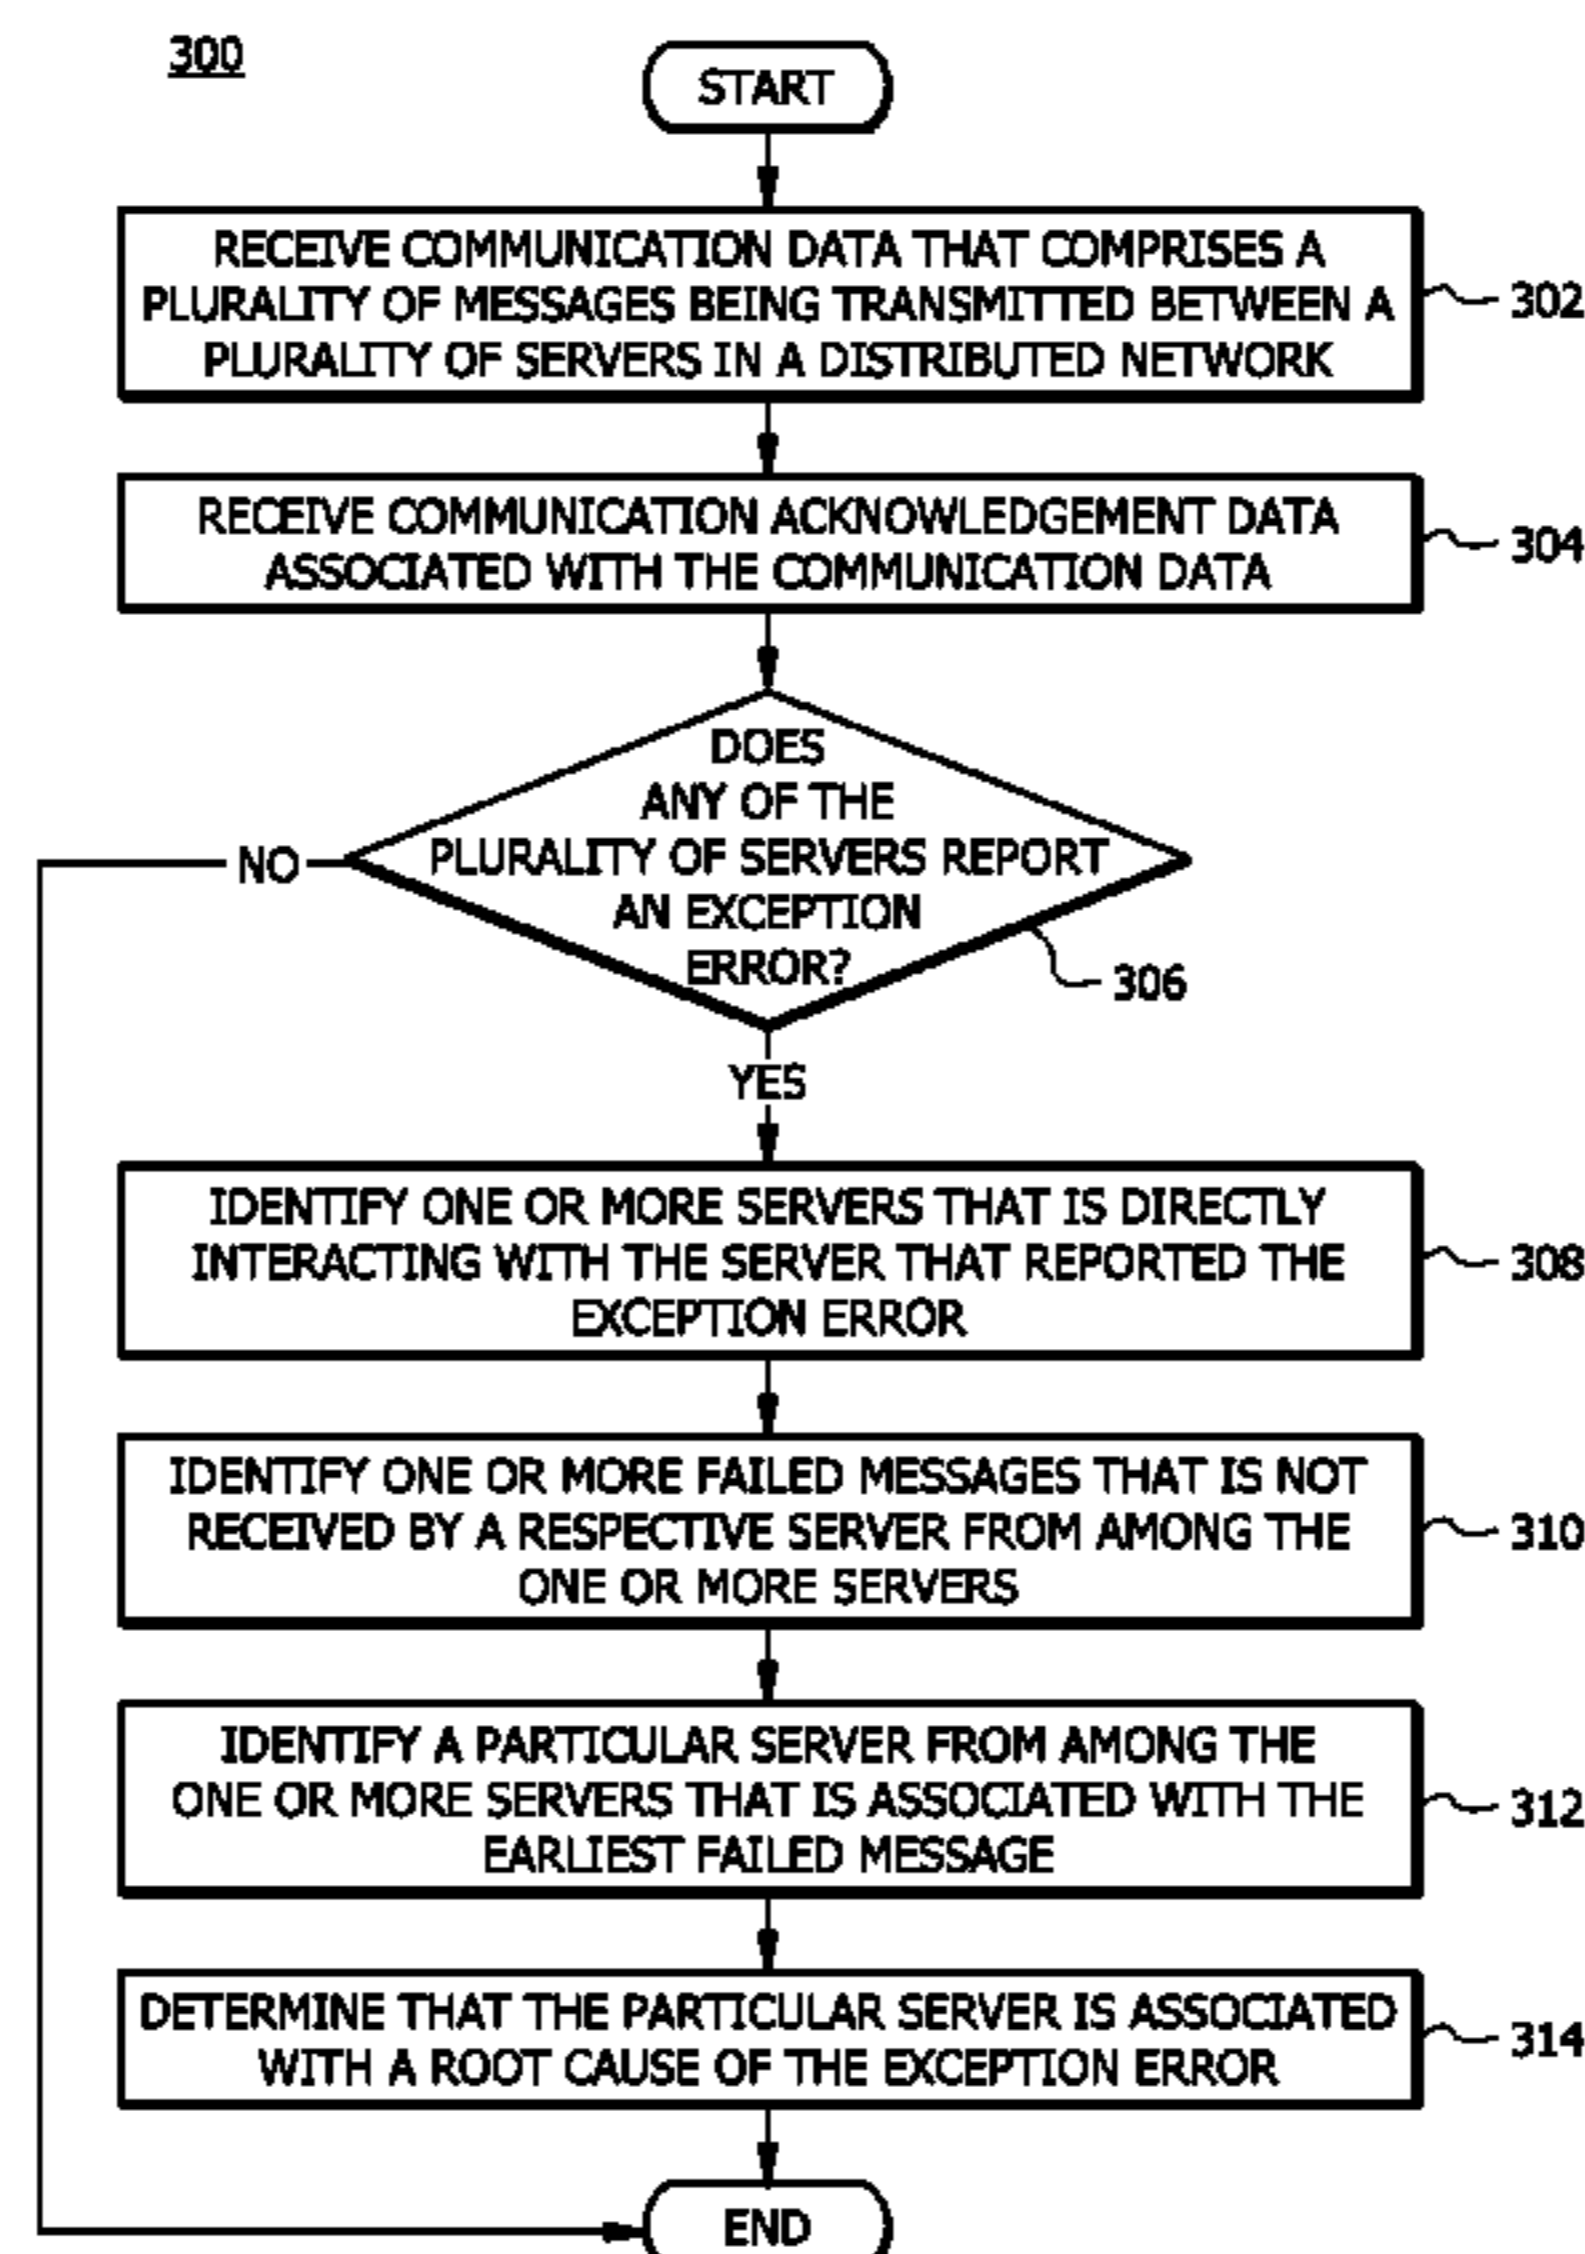 300
START
RECEIVE COMMUNICATION DATA THAT COMPRISES A
PLURALITY OF MESSAGES BEING TRANSMITTED BETWEEN A
PLURALITY OF SERVERS IN A DISTRIBUTED NETWORK
302
RECEIVE COMMUNICATION ACKNOWLEDGEMENT DATA
ASSOCIATED WITH THE COMMUNICATION DATA
304
DOES
ANY OF THE
PLURALITY OF SERVERS REPORT
AN EXCEPTION
ERROR?
NO
306
YES
IDENTIFY ONE OR MORE SERVERS THAT IS DIRECTLY
INTERACTING WITH THE SERVER THAT REPORTED THE
EXCEPTION ERROR
308
IDENTIFY ONE OR MORE FAILED MESSAGES THAT IS NOT
RECEIVED BY A RESPECTIVE SERVER FROM AMONG THE
ONE OR MORE SERVERS
310
IDENTIFY A PARTICULAR SERVER FROM AMONG THE
ONE OR MORE SERVERS THAT IS ASSOCIATED WITH THE
EARLIEST FAILED MESSAGE
312
DETERMINE THAT THE PARTICULAR SERVER IS ASSOCIATED
WITH A ROOT CAUSE OF THE EXCEPTION ERROR
314
END